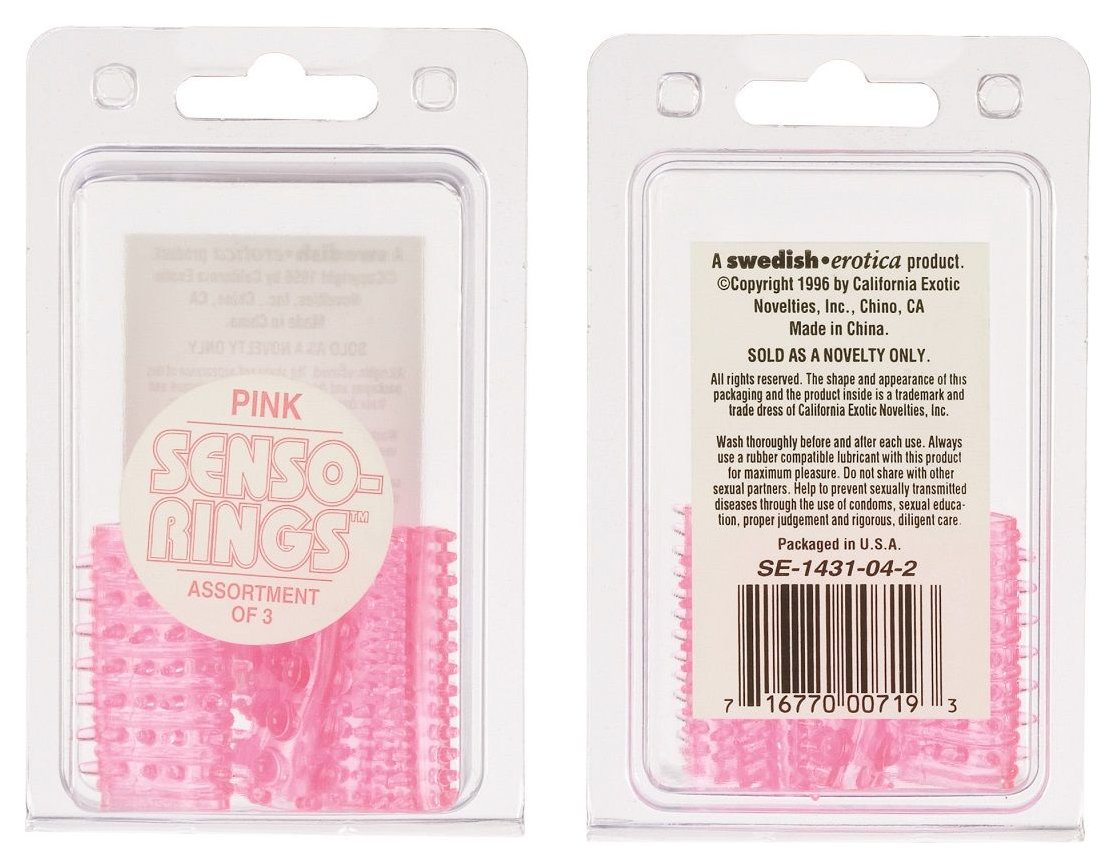 PINK
SENSO-
RINGS™
ASSORTMENT
OF 3
A swedish•erotica product.
©Copyright 1996 by California Exotic
Novelties, Inc., Chino, CA
Made in China.
SOLD AS A NOVELTY ONLY.
All rights reserved. The shape and appearance of this
packaging and the product inside is a trademark and
trade dress of California Exotic Novelties, Inc.
Wash thoroughly before and after each use. Always
use a rubber compatible lubricant with this product
for maximum pleasure. Do not share with other
sexual partners. Help to prevent sexually transmitted
diseases through the use of condoms, sexual educa-
tion, proper judgement and rigorous, diligent care.
Packaged in U.S.A.
SE-1431-04-2
7 16770 00719 3